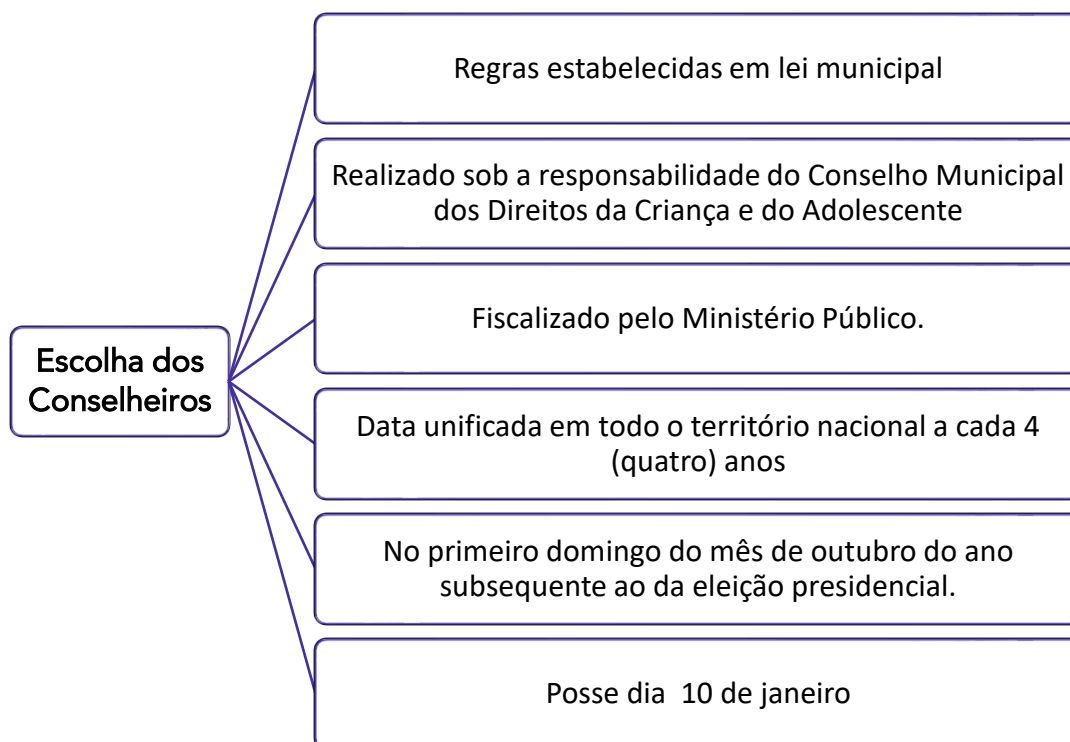 Regras estabelecidas em lei municipal
Realizado sob a responsabilidade do Conselho Municipal
dos Direitos da Criança e do Adolescente
Fiscalizado pelo Ministério Público.
Escolha dos
Conselheiros
Data unificada em todo o território nacional a cada 4
(quatro) anos
No primeiro domingo do mês de outubro do ano
subsequente ao da eleição presidencial.
Posse dia  10 de janeiro